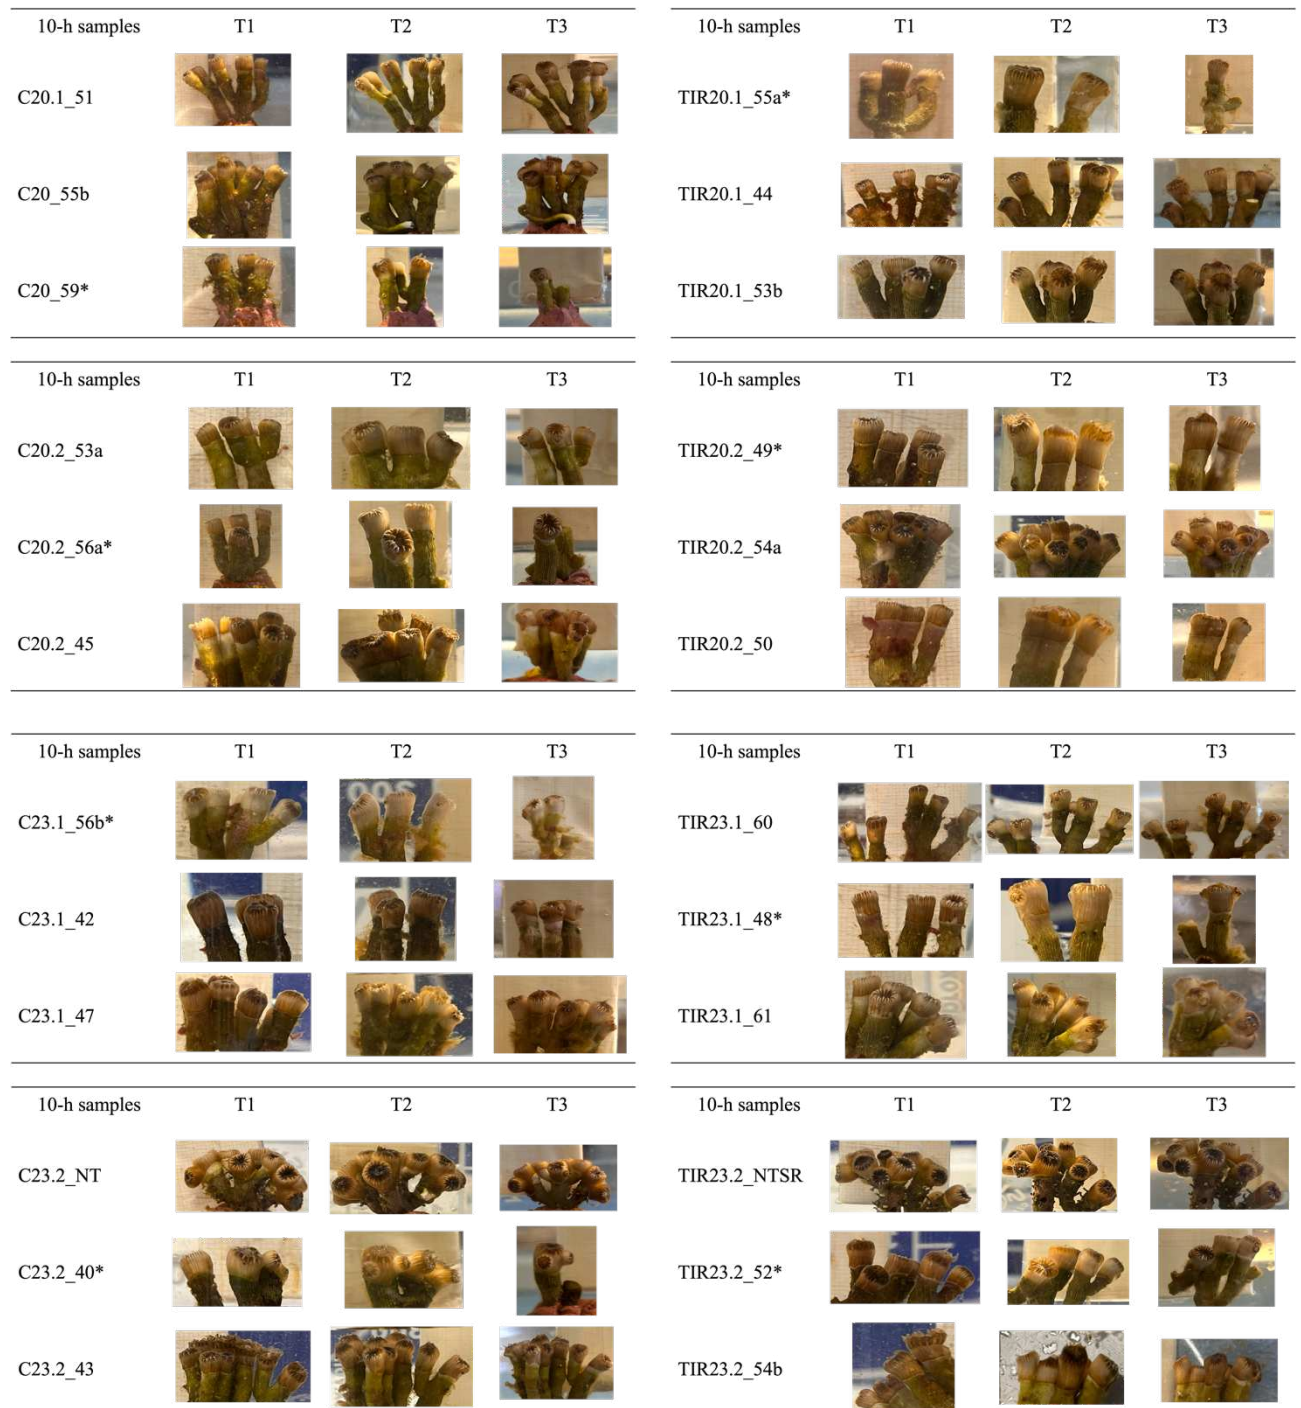 10-h samples T1 T2 T3
C20.1_51
C20_55b
C20_59*
10-h samples T1 T2 T3
TIR20.1_55a*
TIR20.1_44
TIR20.1_53b
10-h samples T1 T2 T3
C20.2_53a
C20.2_56a*
C20.2_45
10-h samples T1 T2 T3
TIR20.2_49*
TIR20.2_54a
TIR20.2_50
10-h samples T1 T2 T3
C23.1_56b*
C23.1_42
C23.1_47
10-h samples T1 T2 T3
TIR23.1_60
TIR23.1_48*
TIR23.1_61
10-h samples T1 T2 T3
C23.2_NT
C23.2_40*
C23.2_43
10-h samples T1 T2 T3
TIR23.2_NTSR
TIR23.2_52*
TIR23.2_54b